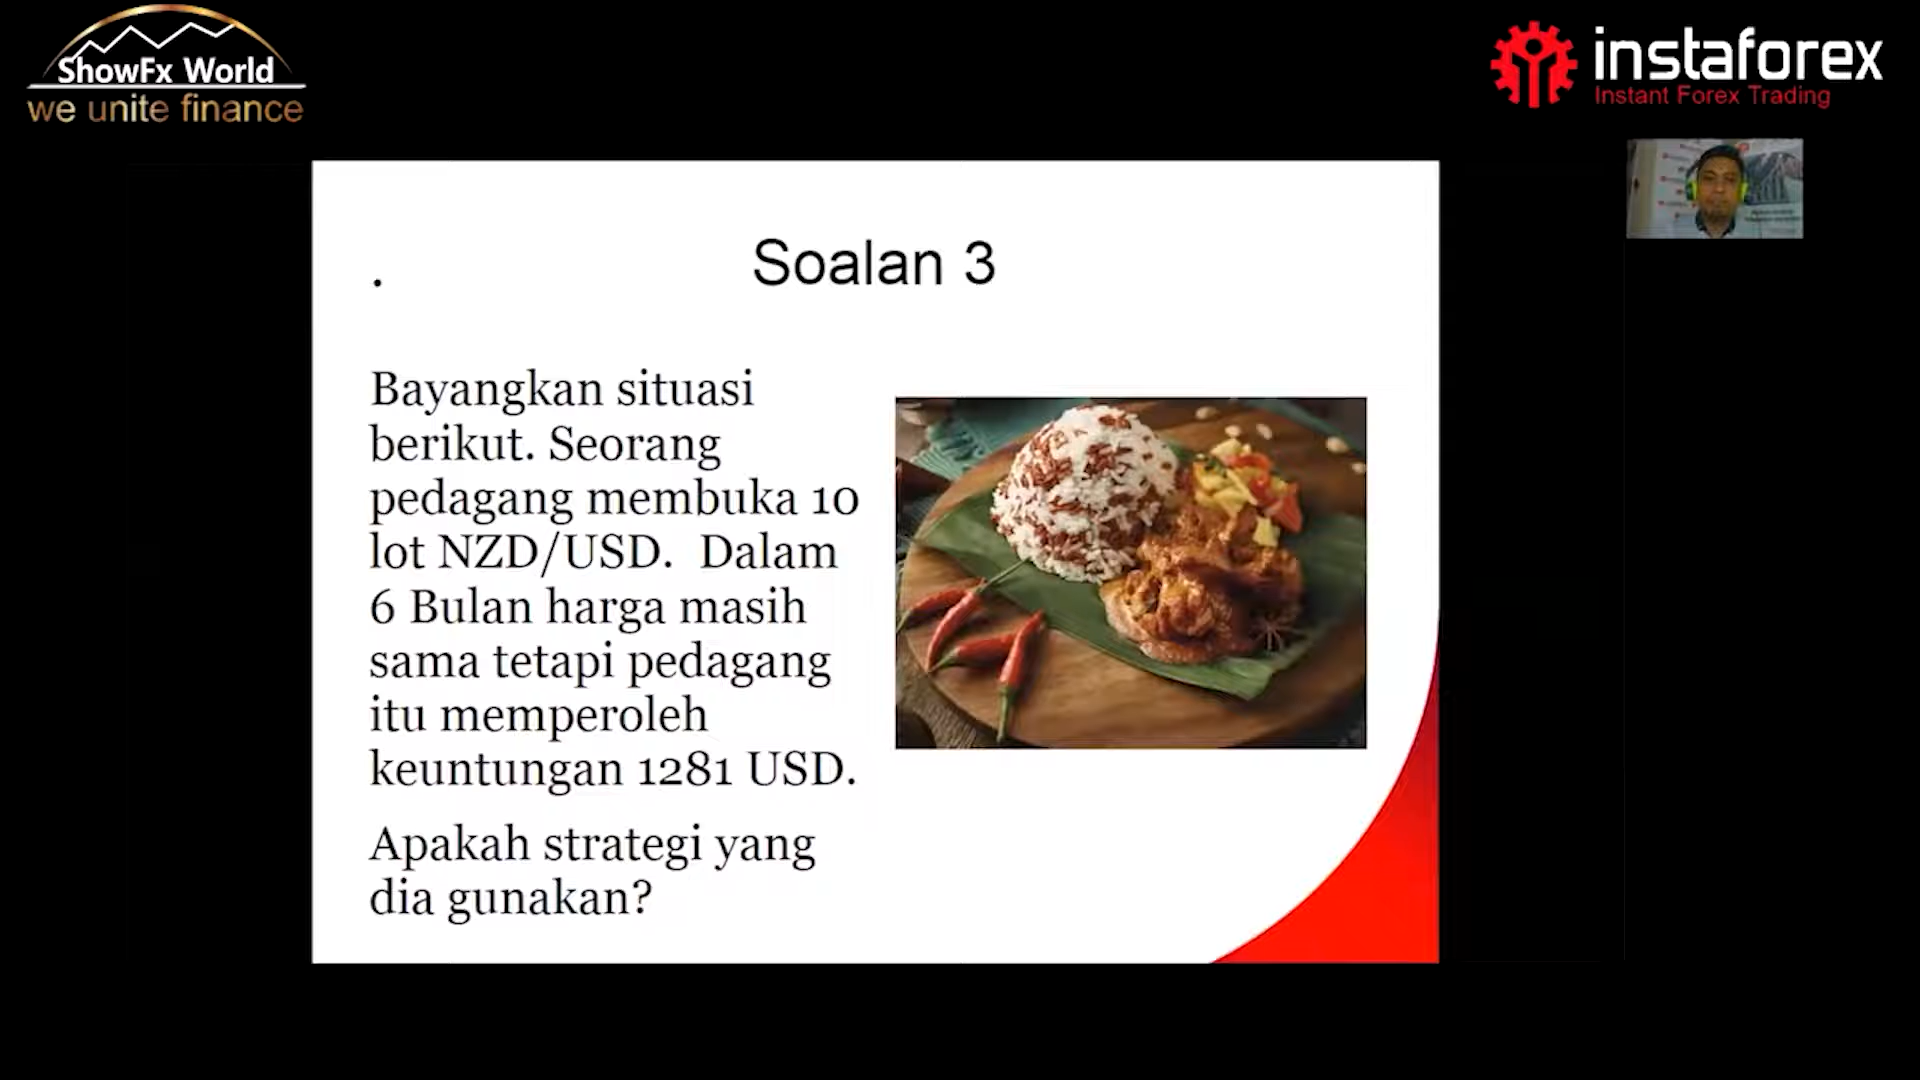 ShowFx World
we unite finance
instaforex
Instant Forex Trading
Soalan 3
.
Bayangkan situasi
berikut. Seorang
pedagang membuka 10
lot NZD/USD. Dalam
6 Bulan harga masih
sama tetapi pedagang
itu memperoleh
keuntungan 1281 USD.
Apakah strategi yang
dia gunakan?